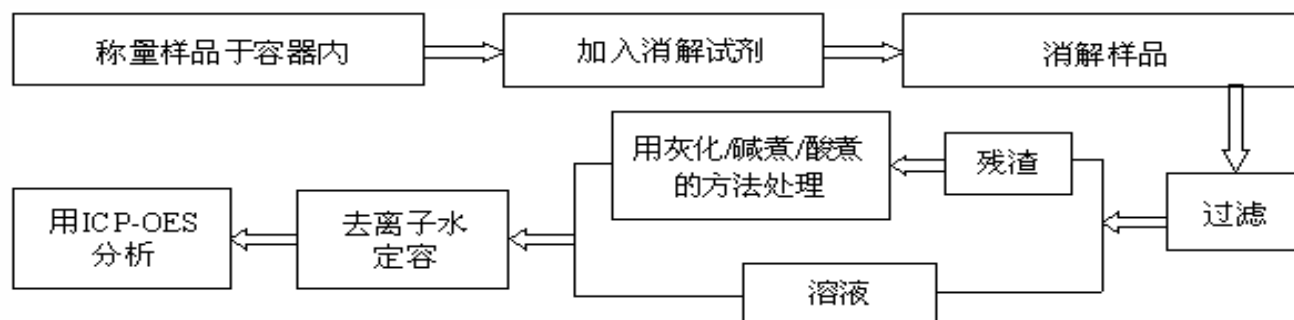 称量样品于容器内
加入消解试剂
消解样品
过滤
残渣
用灰化/碱煮/酸煮
的方法处理
溶液
去离子水
定容
用ICP-OES
分析